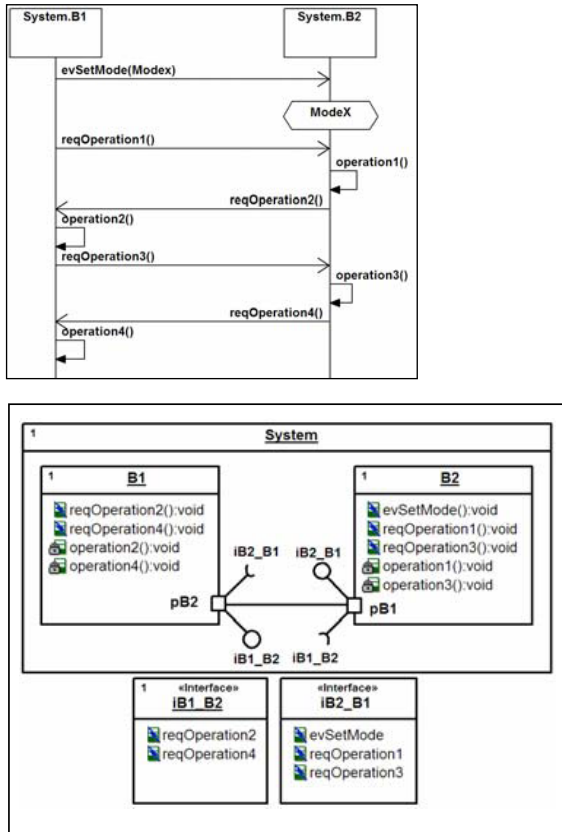 System.B1
System.B2
evSetMode(Modex)
ModeX
reqOperation1()
operation1()
reqOperation2()
operation2()
reqOperation3()
operation3()
reqOperation4()
operation4()
1
System
1
B1
reqOperation2():void
reqOperation4():void
operation2():void
operation4():void
1
B2
evSetMode():void
reqOperation1():void
reqOperation3():void
operation1():void
operation3():void
iB2_B1
iB2_B1
pB2
pB1
iB1_B2
iB1_B2
1
«Interface»
iB1_B2
reqOperation2
reqOperation4
«Interface»
iB2_B1
evSetMode
reqOperation1
reqOperation3